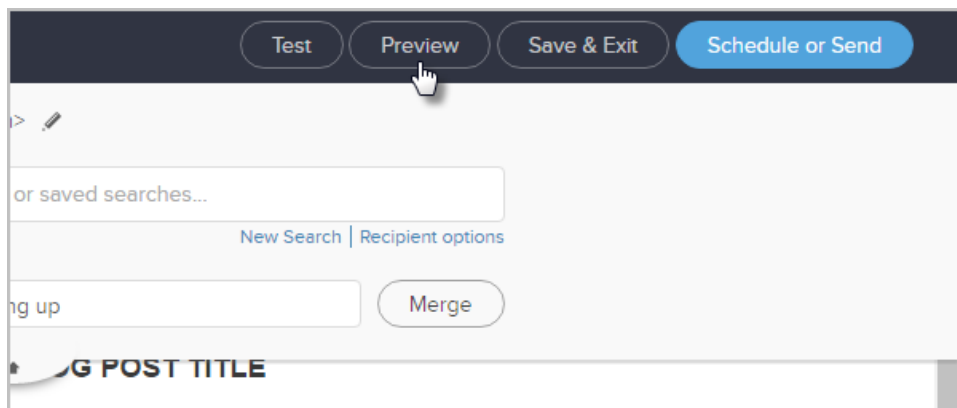 Test Preview Save & Exit Schedule or Send
>
or saved searches...
New Search | Recipient options
ng up Merge
OG POST TITLE